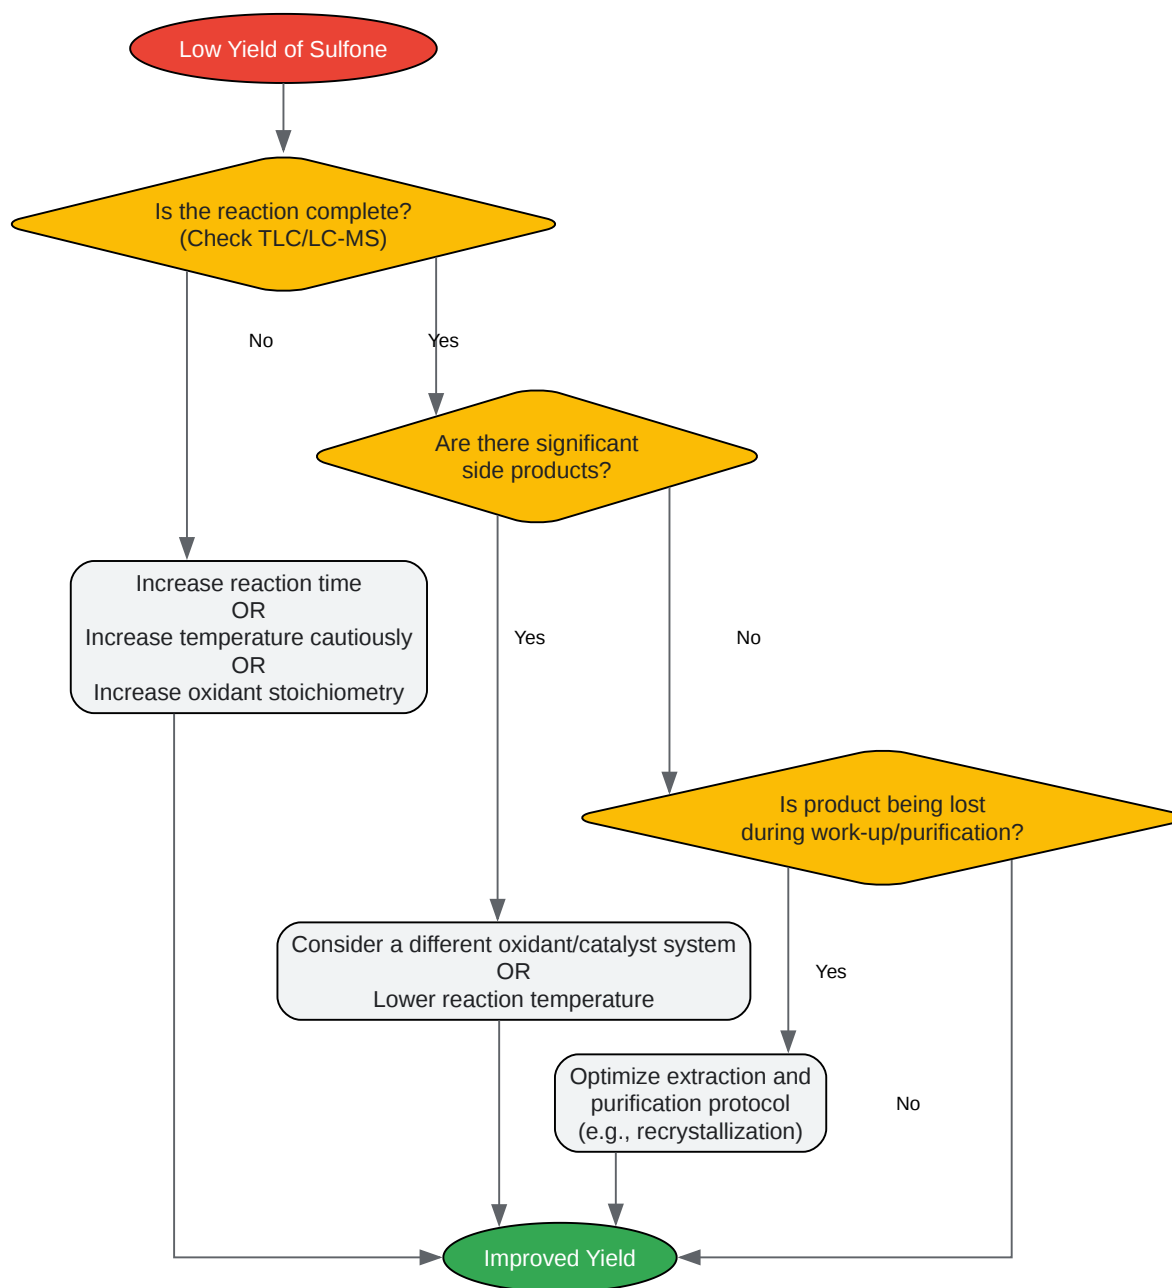 Low Yield of Sulfone
Is the reaction complete?
(Check TLC/LC-MS)
No
Yes
Are there significant
side products?
Increase reaction time
OR
Increase temperature cautiously
OR
Increase oxidant stoichiometry
Yes
No
Is product being lost
during work-up/purification?
Consider a different oxidant/catalyst system
OR
Lower reaction temperature
Yes
Optimize extraction and
purification protocol
(e.g., recrystallization)
No
Improved Yield